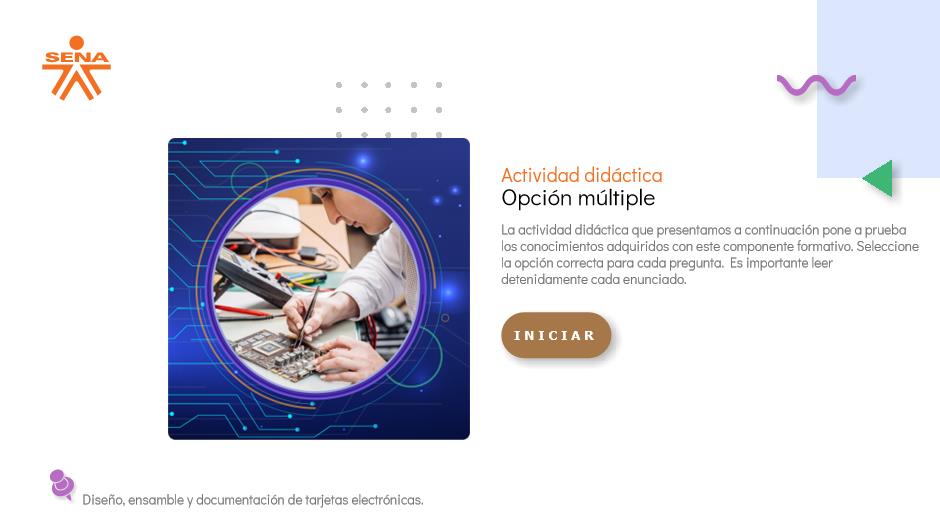 SENA
Actividad didáctica
Opción múltiple
La actividad didáctica que presentamos a continuación pone a prueba
los conocimientos adquiridos con este componente formativo. Seleccione
la opción correcta para cada pregunta. Es importante leer
detenidamente cada enunciado.
INICIAR
Diseño, ensamble y documentación de tarjetas electrónicas.